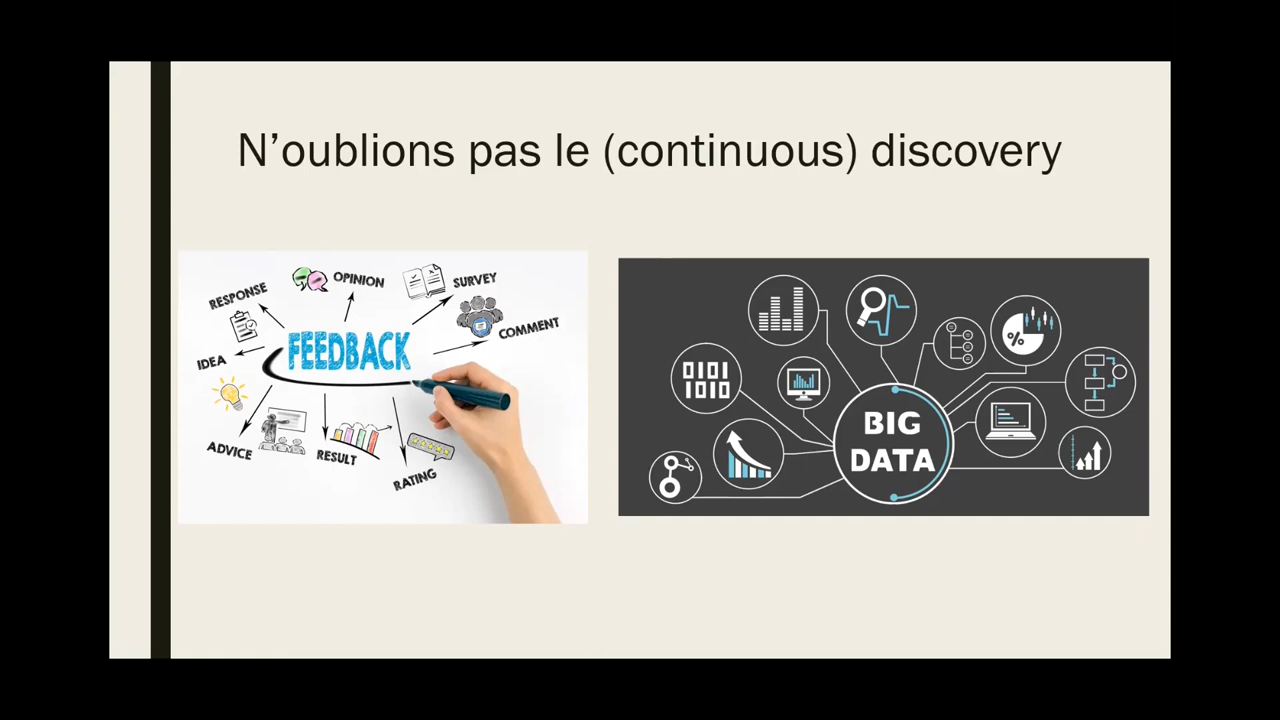 N’oublions pas le (continuous) discovery
RESPONSE
OPINION
SURVEY
COMMENT
FEEDBACK
IDEA
ADVICE
RESULT
RATING
0101
1010
%
BIG
DATA